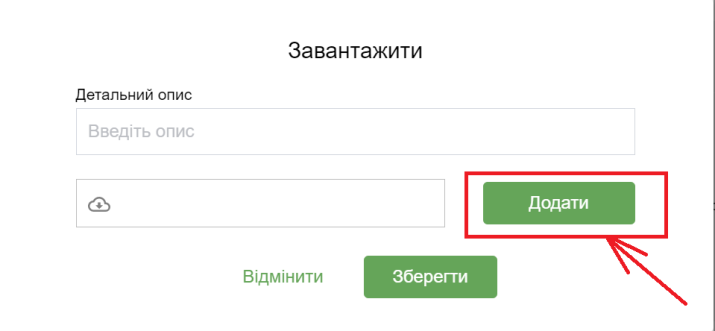 Завантажити
Детальний опис
Введіть опис
Додати
Відмінити Зберегти